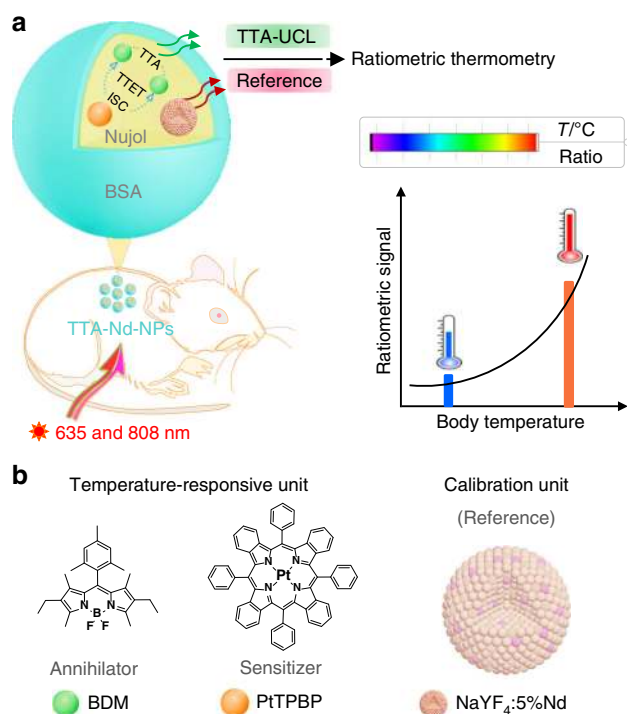 a
TTA-UCL
Reference
Ratiometric thermometry
TTA
TTET
ISC
Nujol
BSA
TTA-Nd-NPs
635 and 808 nm
T/°C
Ratio
Ratiometric signal
Body temperature
b
Temperature-responsive unit
Calibration unit
(Reference)
N
N
B
F F
N
N
Pt
N
N
Annihilator
Sensitizer
BDM
PtTPBP
NaYF4:5%Nd